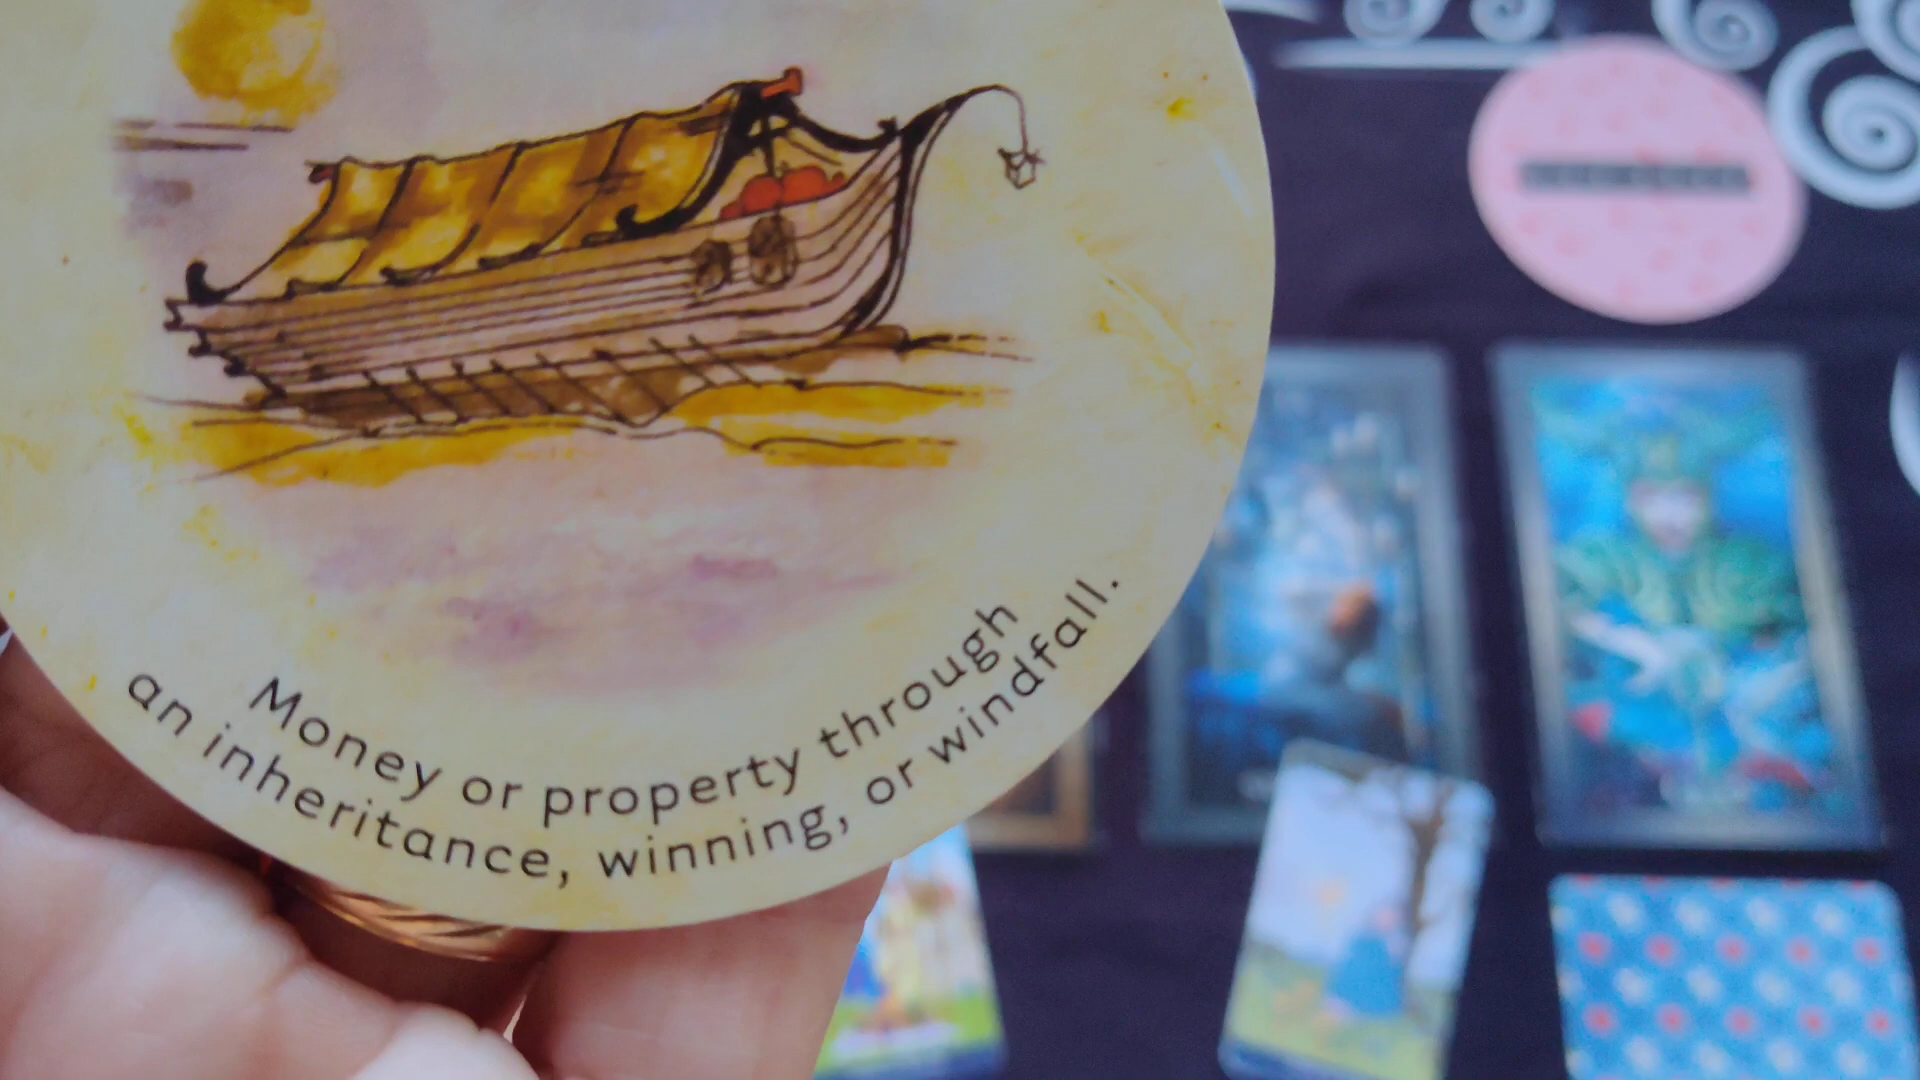 Money or property through
an inheritance, winning, or windfall.